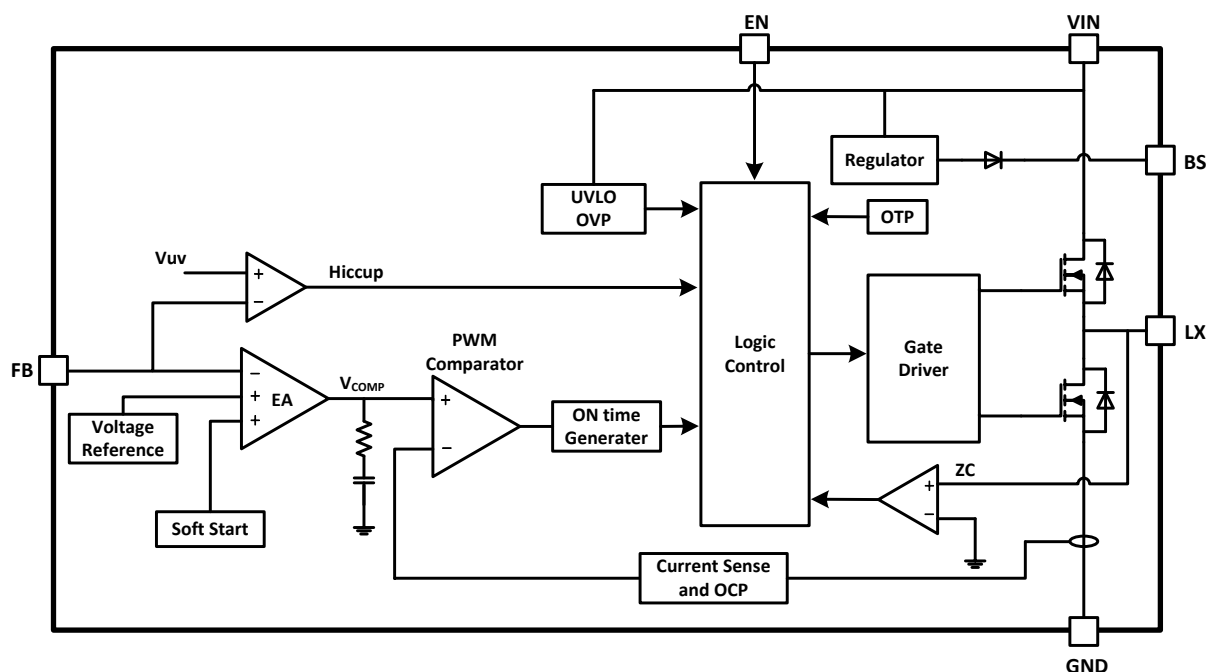 EN
VIN
Regulator
BS
UVLO
OVP
OTP
Vuv
+
−
Hiccup
PWM
Comparator
Logic
Control
Gate
Driver
LX
FB
−
+
+
EA
VCOMP
+
−
ON time
Generater
Voltage
Reference
Soft Start
ZC
+
−
Current Sense
and OCP
GND